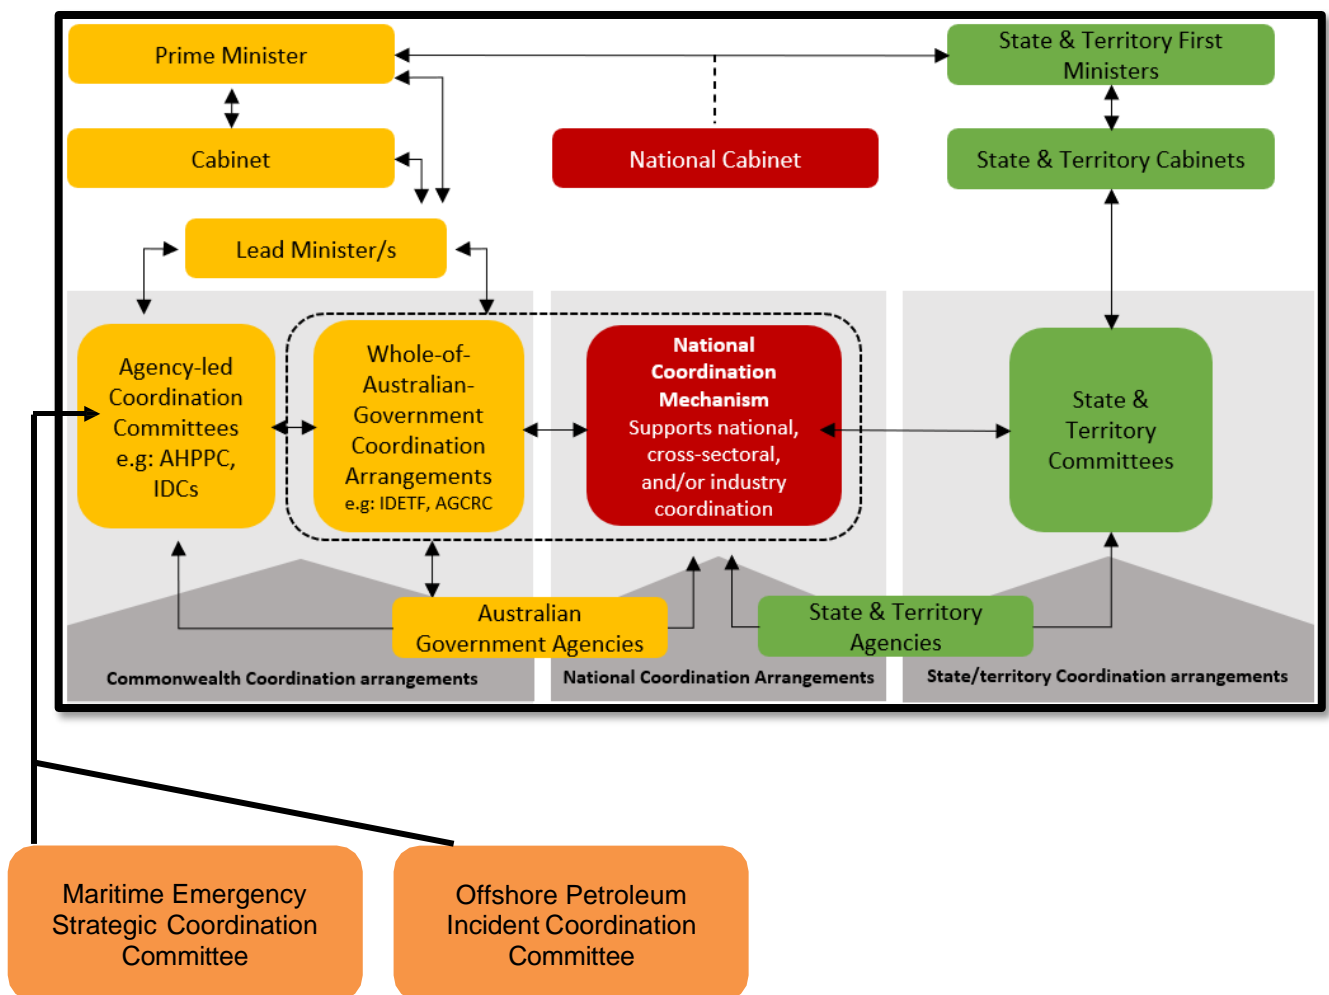 Prime Minister
State & Territory First
Ministers
Cabinet
National Cabinet
State & Territory Cabinets
Lead Minister/s
Agency-led
Coordination
Committees
e.g: AHPPC,
IDCs
Whole-of-
Australian-
Government
Coordination
Arrangements
e.g: IDETF, AGCRC
National
Coordination
Mechanism
Supports national,
cross-sectoral,
and/or industry
coordination
State &
Territory
Committees
Australian
Government Agencies
State & Territory
Agencies
Commonwealth Coordination arrangements
National Coordination Arrangements
State/territory Coordination arrangements
Maritime Emergency
Strategic Coordination
Committee
Offshore Petroleum
Incident Coordination
Committee